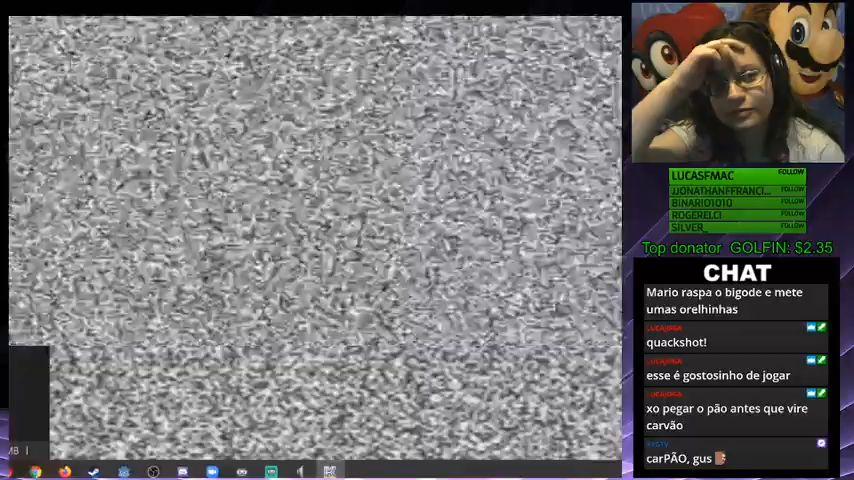 LUCASFMAC FOLLOW
JJONATHANFFRANCI... FOLLOW
BINARIO1010 FOLLOW
ROGERELCI FOLLOW
SILVER_ FOLLOW
Top donator GOLFIN: $2.35
CHAT
Mario raspa o bigode e mete
umas orelhinhas
quackshot!
esse é gostosinho de jogar
xo pegar o pão antes que vire
carvão
carPÃO, gus
MB